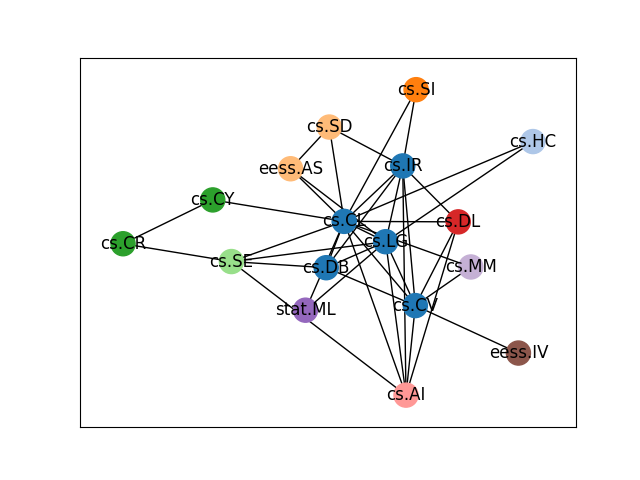 cs.SI
cs.SD
cs.HC
cs.IR
eess.AS
cs.CY
cs.CL
cs.DL
cs.LG
cs.CR
cs.SE
cs.DB
cs.MM
cs.CV
stat.ML
eess.IV
cs.AI